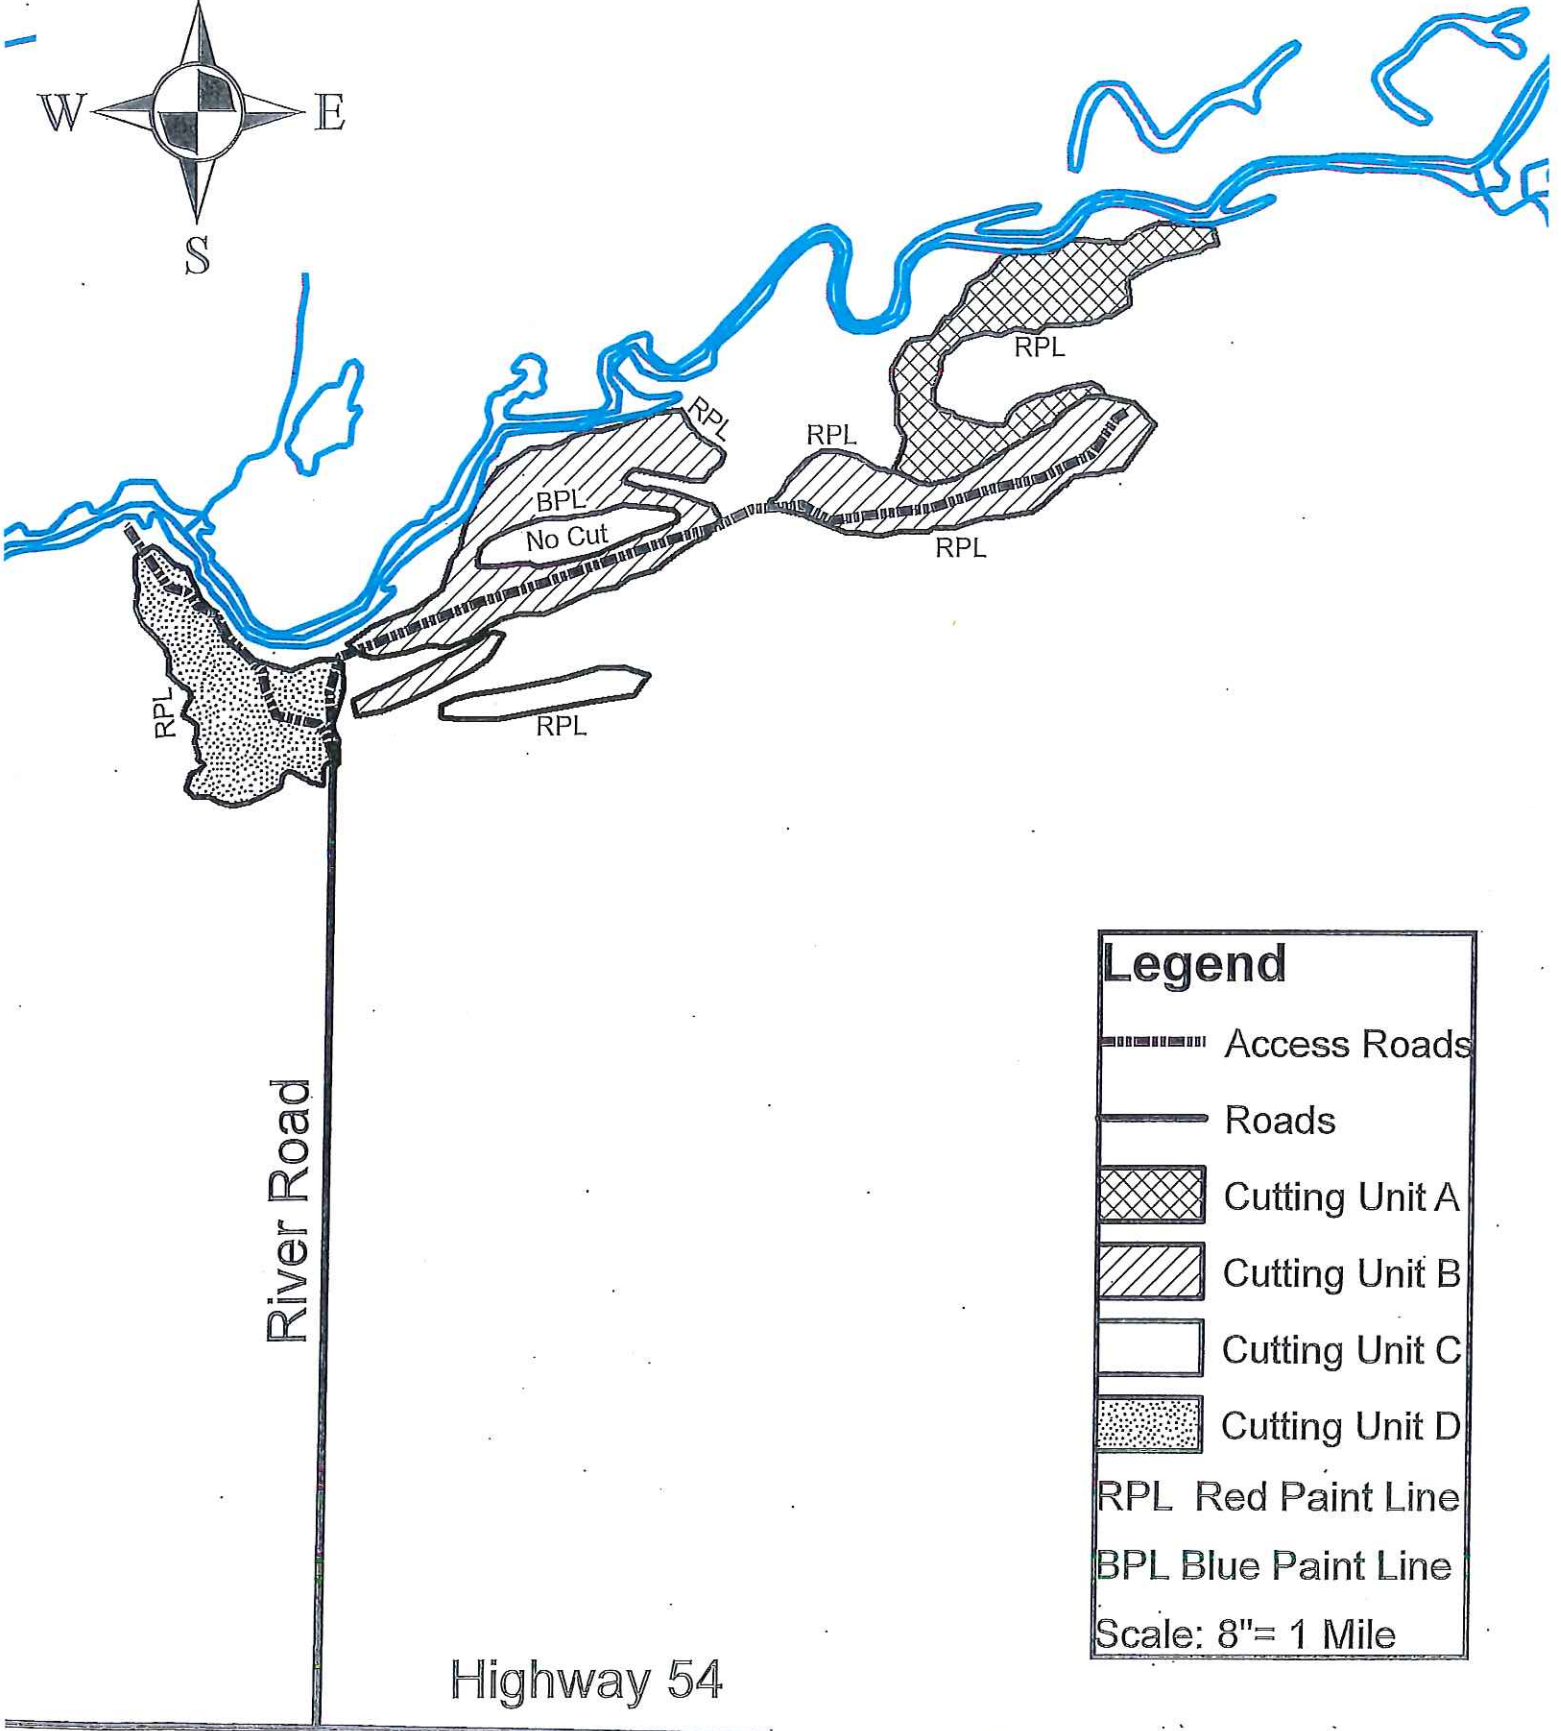 W E
S
RPL
RPL
RPL
BPL
No Cut
RPL
RPL
RPL
River Road
Highway 54
Legend
Access Roads
Roads
Cutting Unit A
Cutting Unit B
Cutting Unit C
Cutting Unit D
RPL Red Paint Line
BPL Blue Paint Line
Scale: 8"= 1 Mile